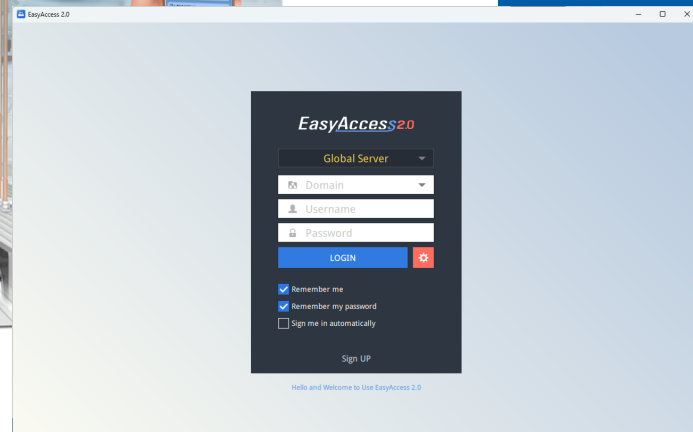 EasyAccess 2.0
EasyAccess2.0
Global Server
Domain
Username
Password
LOGIN
Remember me
Remember my password
Sign me in automatically
Sign UP
Hello and Welcome to Use EasyAccess 2.0